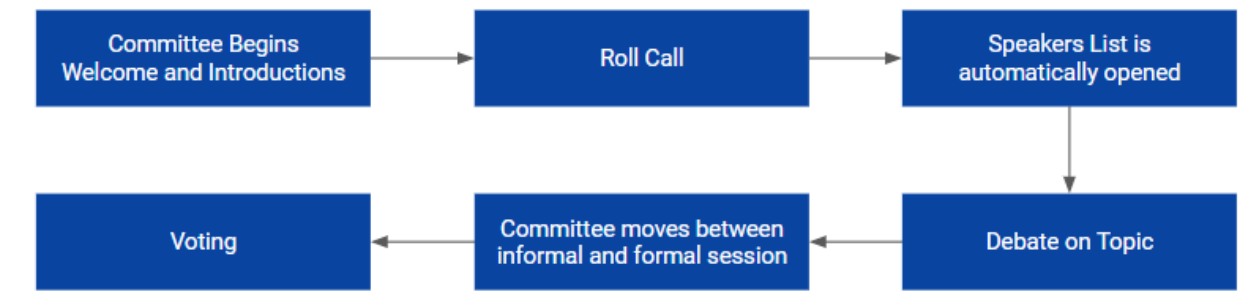 Committee Begins
Welcome and Introductions
Roll Call
Speakers List is
automatically opened
Debate on Topic
Committee moves between
informal and formal session
Voting